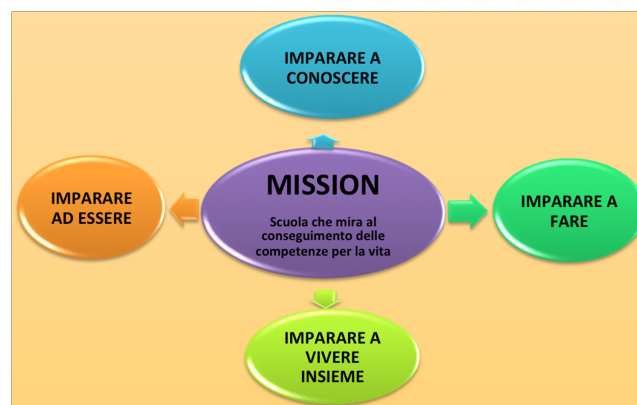 IMPARARE A
CONOSCERE
MISSION
Scuola che mira al
conseguimento delle
competenze per la vita
IMPARARE
AD ESSERE
IMPARARE A
FARE
IMPARARE A
VIVERE
INSIEME